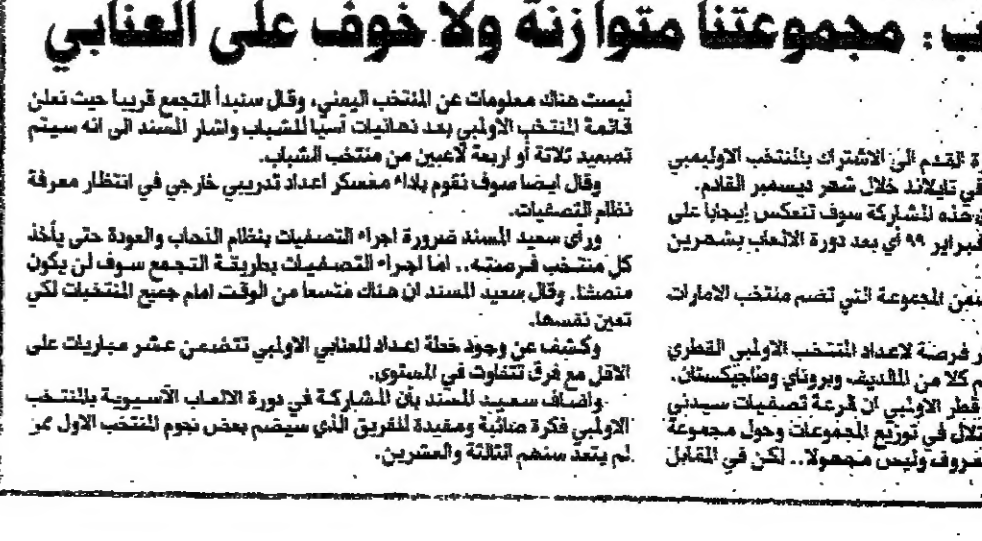 : مجموعتنا متوازنة ولا خوف على العنابي
ة القدم الى الاشتراك بالمنتخب الاوليمبي
في تايلاند خلال شهر ديسمبر القادم.
هذه المشاركة سوف تنعكس إيجابا على
فبراير ٩٩ أي بعد دورة الالعاب بشهرين
المجموعة التي تضم منتخب الامارات
ر فرصة لاعداد المنتخب الاولمبي القطري
م كلا من المالديف وبروناي وطاجيكستان.
قطر الاولمبي ان قرعة تصفيات سيدني
في توزيع المجموعات وحول مجموعة
وليس مجهولا.. لكن في المقابل
ليست هناك معلومات عن المنتخب اليمني، وقال سنبدأ التجمع قريبا حيث نعلن
قائمة المنتخب الاولمبي بعد نهائيات آسيا للشباب واشار المسند الى انه سيتم
تصعيد ثلاثة أو اربعة لاعبين من منتخب الشباب.
وقال ايضا سوف نقوم باداء معسكر اعداد تدريبي خارجي في انتظار معرفة
نظام التصفيات.
ورأى سعيد المسند ضرورة اجراء التصفيات بنظام الذهاب والعودة حتى يأخذ
كل منتخب فرصته.. اما اجراء التصفيات بطريقة التجمع سوف لن يكون
منصفا. وقال سعيد المسند ان هناك متسعا من الوقت امام جميع المنتخبات لكي
تعين نفسها.
وكشف عن وجود خطة اعداد للعنابي الاولمبي تتضمن عشر مباريات على
الاقل مع فرق تتفاوت في المستوى.
واضاف سعيد المسند بأن المشاركة في دورة الالعاب الآسيوية بالمنتخب
الاولمبي فكرة صائبة ومفيدة للفريق الذي سيضم بعض نجوم المنتخب الاول ممن
لم يتعد سنهم الثالثة والعشرين.